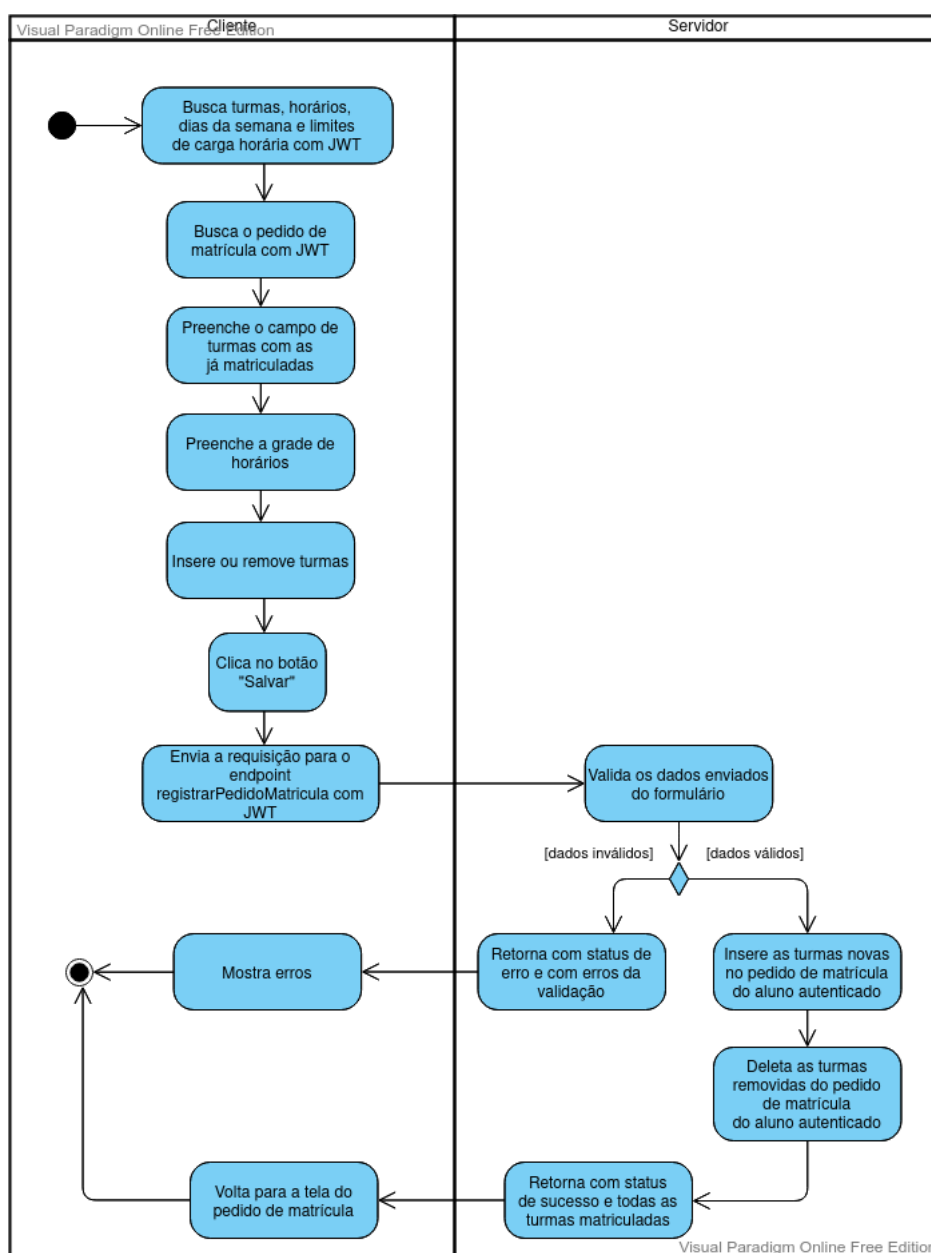 Visual Paradigm Online Free Edition
Cliente
Servidor
Busca turmas, horários,
dias da semana e limites
de carga horária com JWT
Busca o pedido de
matrícula com JWT
Preenche o campo de
turmas com as
já matriculadas
Preenche a grade de
horários
Insere ou remove turmas
Clica no botão
"Salvar"
Envia a requisição para o
endpoint
registrarPedidoMatricula com
JWT
Valida os dados enviados
do formulário
[dados inválidos]
[dados válidos]
Mostra erros
Retorna com status de
erro e com erros da
validação
Insere as turmas novas
no pedido de matrícula
do aluno autenticado
Deleta as turmas
removidas do pedido
de matrícula
do aluno autenticado
Volta para a tela do
pedido de matrícula
Retorna com status
de sucesso e todas as
turmas matriculadas
Visual Paradigm Online Free Edition